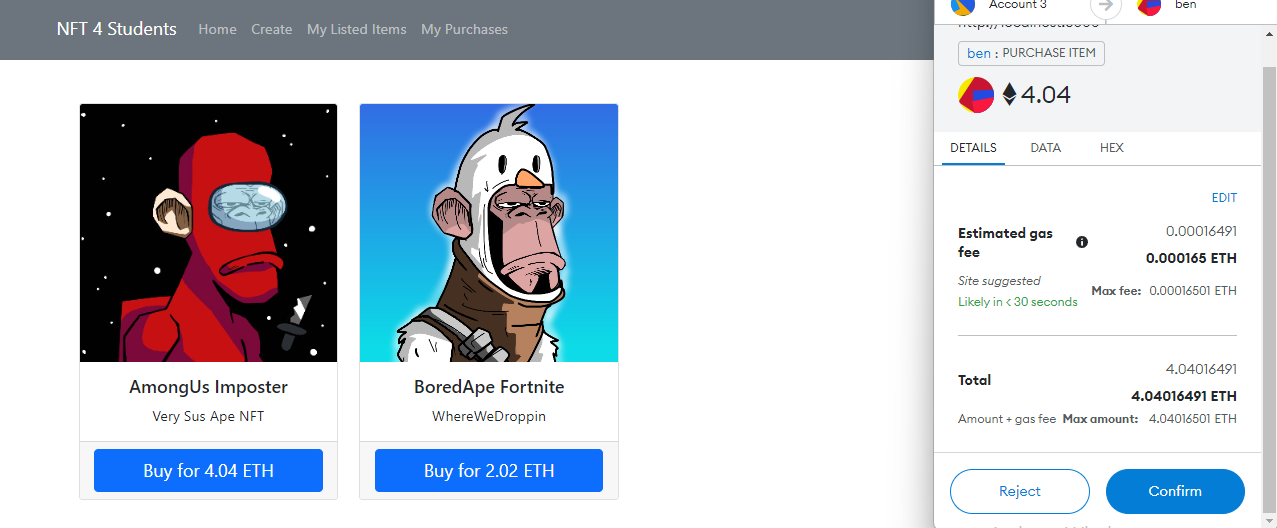 NFT 4 Students
Home
Create
My Listed Items
My Purchases
AmongUs Imposter
Very Sus Ape NFT
Buy for 4.04 ETH
BoredApe Fortnite
WhereWeDroppin
Buy for 2.02 ETH
Account 3
ben
ben : PURCHASE ITEM
4.04
DETAILS
DATA
HEX
EDIT
Estimated gas
fee
0.00016491
0.000165 ETH
Site suggested
Likely in < 30 seconds
Max fee: 0.00016501 ETH
Total
4.04016491
4.04016491 ETH
Amount + gas fee Max amount: 4.04016501 ETH
Reject
Confirm